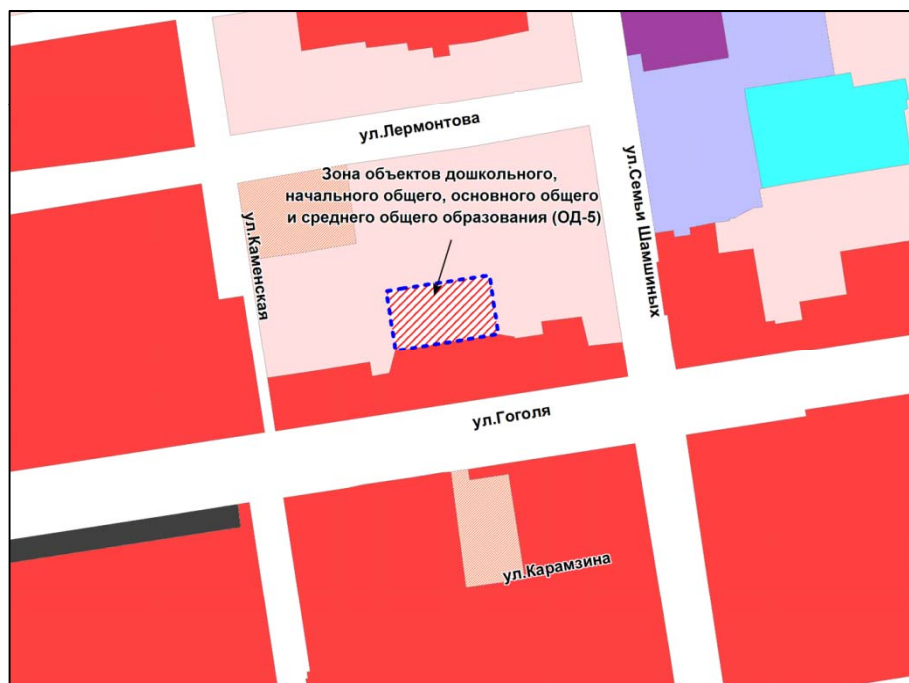 ул.Лермонтова
Зона объектов дошкольного,
начального общего, основного общего
и среднего общего образования (ОД-5)
ул.Каменская
ул.Семьи Шамшиных
ул.Гоголя
ул.Карамзина